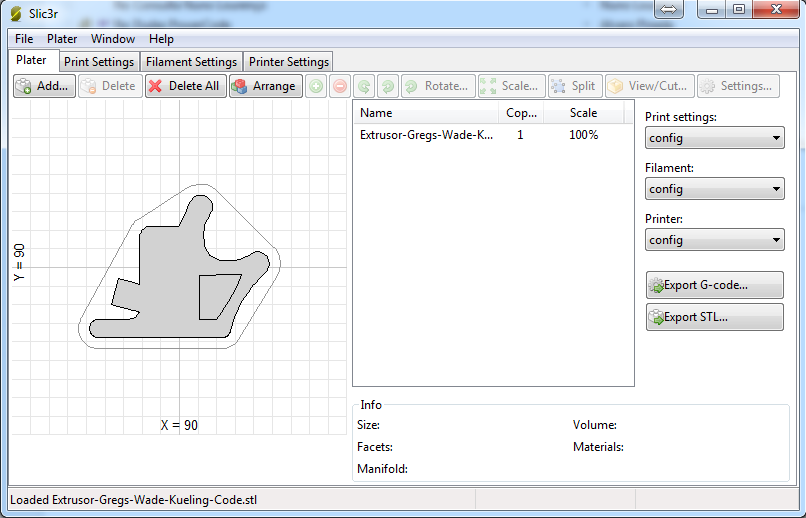 Slic3r
File Plater Window Help
Plater Print Settings Filament Settings Printer Settings
Add... Delete Delete All Arrange Rotate... Scale... Split View/Cut... Settings...
Name Cop... Scale
Extrusor-Gregs-Wade-K... 1 100%
Print settings:
config
Filament:
config
Printer:
config
Export G-code...
Export STL...
Y = 90
X = 90
Info
Size: Volume:
Facets: Materials:
Manifold:
Loaded Extrusor-Gregs-Wade-Kueling-Code.stl